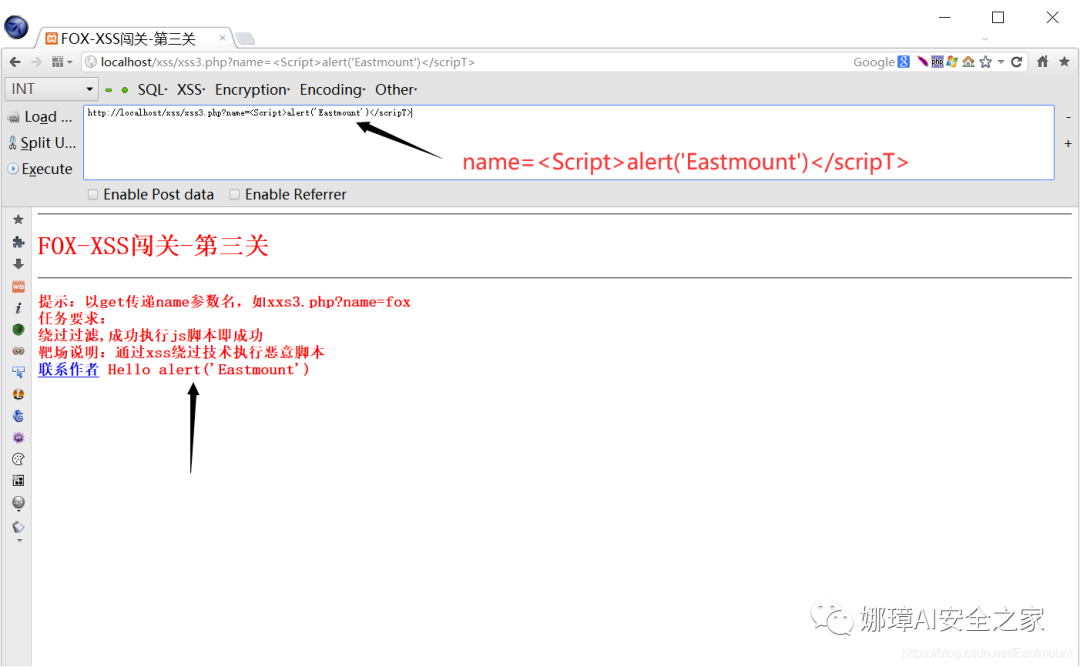 FOX-XSS闯关-第三关
localhost/xss/xss3.php?name=<Script>alert('Eastmount')</scripT>
Google
INT
SQL
XSS
Encryption
Encoding
Other
Load ...
http://localhost/xss/xss3.php?name=<Script>alert('Eastmount')</scripT>
Split U...
name=<Script>alert('Eastmount')</scripT>
Execute
Enable Post data
Enable Referrer
FOX-XSS闯关-第三关
提示：以get传递name参数名，如xxs3.php?name=fox
任务要求：
绕过过滤,成功执行js脚本即成功
靶场说明：通过xss绕过技术执行恶意脚本
联系作者 Hello alert('Eastmount')
娜璋AI安全之家
https://blog.csdn.net/Eastmount